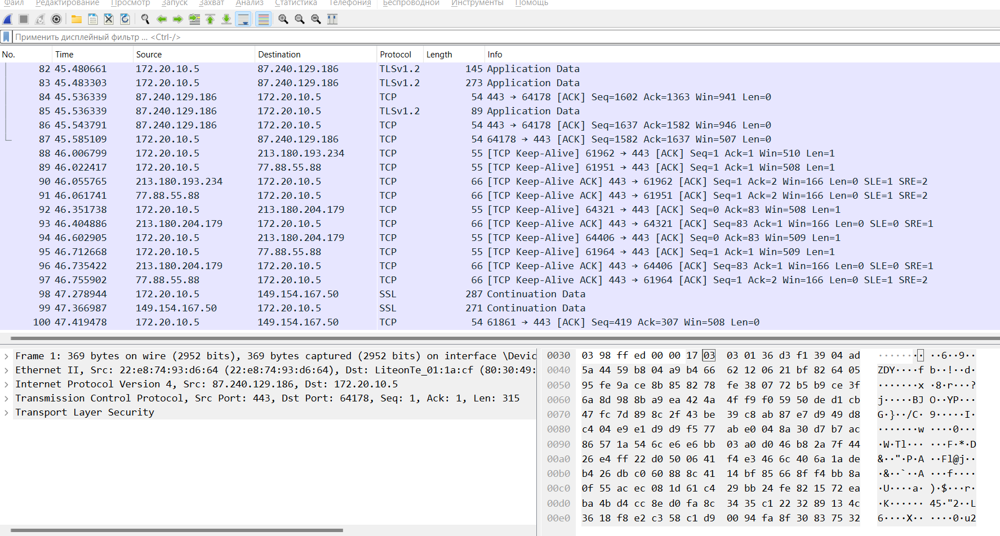 Файл Редактирование Просмотр Запуск Захват Анализ Статистика Телефония Беспроводной Инструменты Помощь
Применить дисплейный фильтр ... <Ctrl-/>
No. Time Source Destination Protocol Length Info
82 45.480661 172.20.10.5 87.240.129.186 TLSv1.2 145 Application Data
83 45.483303 172.20.10.5 87.240.129.186 TLSv1.2 273 Application Data
84 45.536339 87.240.129.186 172.20.10.5 TCP 54 443 → 64178 [ACK] Seq=1602 Ack=1363 Win=941 Len=0
85 45.536339 87.240.129.186 172.20.10.5 TLSv1.2 89 Application Data
86 45.543791 87.240.129.186 172.20.10.5 TCP 54 443 → 64178 [ACK] Seq=1637 Ack=1582 Win=946 Len=0
87 45.585109 172.20.10.5 87.240.129.186 TCP 54 64178 → 443 [ACK] Seq=1582 Ack=1637 Win=507 Len=0
88 46.006799 172.20.10.5 213.180.193.234 TCP 55 [TCP Keep-Alive] 61962 → 443 [ACK] Seq=1 Ack=1 Win=510 Len=1
89 46.022417 172.20.10.5 77.88.55.88 TCP 55 [TCP Keep-Alive] 61951 → 443 [ACK] Seq=1 Ack=1 Win=508 Len=1
90 46.055765 213.180.193.234 172.20.10.5 TCP 66 [TCP Keep-Alive ACK] 443 → 61962 [ACK] Seq=1 Ack=2 Win=166 Len=0 SLE=1 SRE=2
91 46.061741 77.88.55.88 172.20.10.5 TCP 66 [TCP Keep-Alive ACK] 443 → 61951 [ACK] Seq=1 Ack=2 Win=166 Len=0 SLE=1 SRE=2
92 46.351738 172.20.10.5 213.180.204.179 TCP 55 [TCP Keep-Alive] 64321 → 443 [ACK] Seq=0 Ack=83 Win=508 Len=1
93 46.404886 213.180.204.179 172.20.10.5 TCP 66 [TCP Keep-Alive ACK] 443 → 64321 [ACK] Seq=83 Ack=1 Win=166 Len=0 SLE=0 SRE=1
94 46.602905 172.20.10.5 213.180.204.179 TCP 55 [TCP Keep-Alive] 64406 → 443 [ACK] Seq=0 Ack=83 Win=509 Len=1
95 46.712668 172.20.10.5 77.88.55.88 TCP 55 [TCP Keep-Alive] 61964 → 443 [ACK] Seq=1 Ack=1 Win=509 Len=1
96 46.735422 213.180.204.179 172.20.10.5 TCP 66 [TCP Keep-Alive ACK] 443 → 64406 [ACK] Seq=83 Ack=1 Win=166 Len=0 SLE=0 SRE=1
97 46.755902 77.88.55.88 172.20.10.5 TCP 66 [TCP Keep-Alive ACK] 443 → 61964 [ACK] Seq=1 Ack=2 Win=166 Len=0 SLE=1 SRE=2
98 47.278944 172.20.10.5 149.154.167.50 SSL 287 Continuation Data
99 47.366987 149.154.167.50 172.20.10.5 SSL 271 Continuation Data
100 47.419478 172.20.10.5 149.154.167.50 TCP 54 61861 → 443 [ACK] Seq=419 Ack=307 Win=508 Len=0
Frame 1: 369 bytes on wire (2952 bits), 369 bytes captured (2952 bits) on interface \Devic
Ethernet II, Src: 22:e8:74:93:d6:64 (22:e8:74:93:d6:64), Dst: LiteonTe_01:1a:cf (80:30:49:
Internet Protocol Version 4, Src: 87.240.129.186, Dst: 172.20.10.5
Transmission Control Protocol, Src Port: 443, Dst Port: 64178, Seq: 1, Ack: 1, Len: 315
Transport Layer Security
0030 03 98 ff ed 00 00 17 03 03 01 36 d3 f1 39 04 ad ········ ··6··9··
0040 5a 44 59 b8 04 a9 b4 66 62 12 06 21 bf 82 64 05 ZDY····f b··!··d·
0050 95 fe 9a ce 8b 85 82 78 fe 38 07 72 b5 b9 ce 3f ·······x ·8·r···?
0060 6a 8d 98 8b a9 ea 42 4a 4f f9 f0 59 50 de d1 cb j·····BJ O··YP···
0070 47 fc 7d 89 8c 2f 43 be 39 c8 ab 87 e7 d9 49 d8 G·}··/C· 9·····I·
0080 c4 04 e9 e1 d9 d9 f5 77 ab e0 04 8a 30 d7 b7 ac ·······w ····0···
0090 86 57 1a 54 6c e6 e6 bb 03 a0 d0 46 b8 2a 7f 44 ·W·Tl··· ···F·*·D
00a0 26 e4 ff 22 d0 50 06 41 f4 e3 46 6c 40 6a 1a de &··"·P·A ··Fl@j··
00b0 b4 26 db c0 60 88 8c 41 14 bf 85 66 8f f4 bb 8a ·&··`··A ···f····
00c0 0f 55 ac ec 08 1d 61 c4 29 bb 24 fe 82 15 72 ea ·U····a· )·$···r·
00d0 ba 4b d4 cc 8e d0 fa 8c 34 35 c1 22 32 89 13 4c ·K······ 45·"2··L
00e0 36 18 f8 e2 c3 58 c1 d9 00 94 fa 8f 30 83 75 32 6····X·· ····0·u2